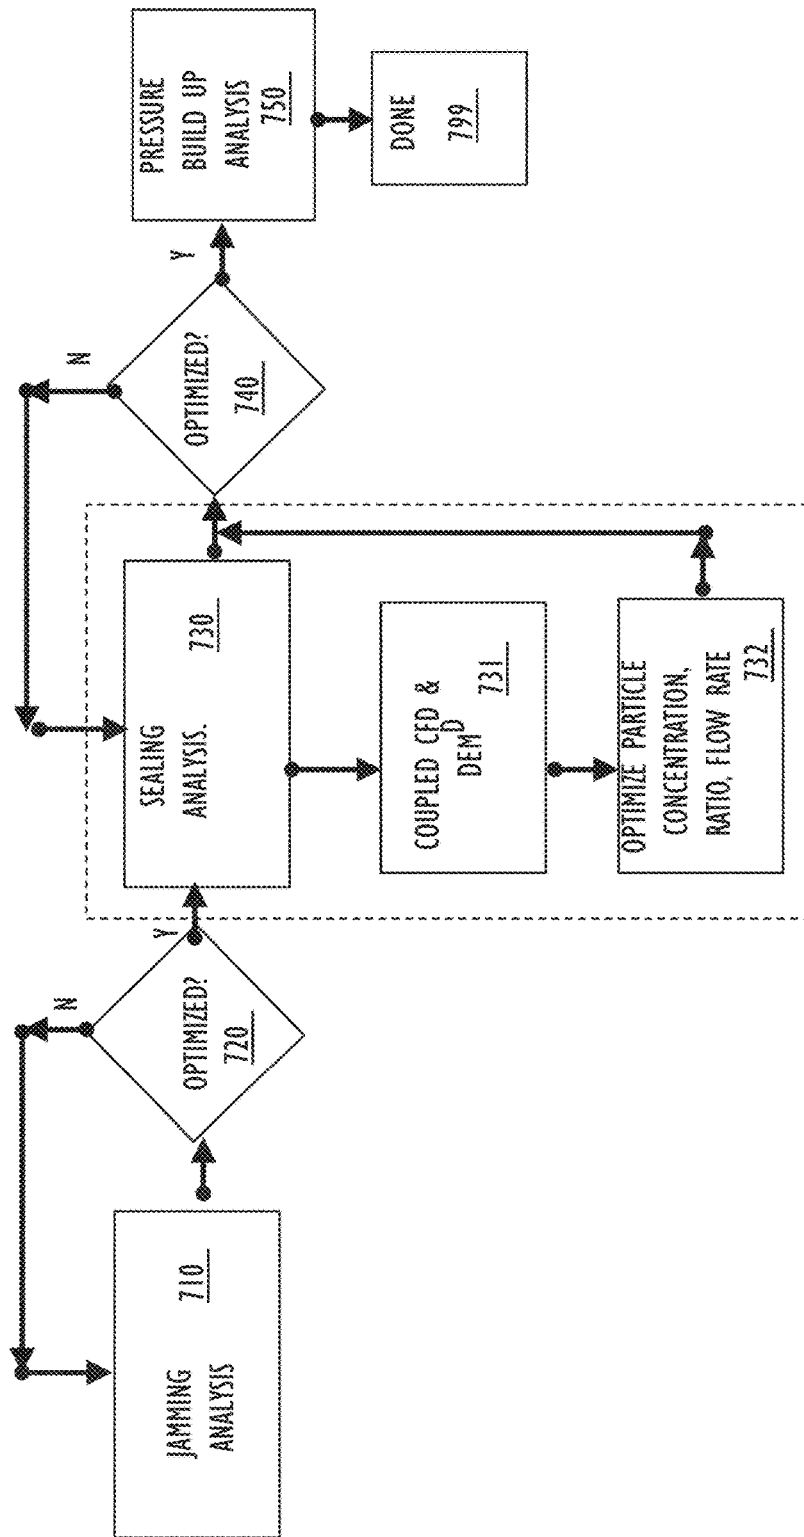 JAMMING
ANALYSIS
710
OPTIMIZED?
720
N
Y
SEALING
ANALYSIS.
730
COUPLED CFD &
DEM D
731
OPTIMIZE PARTICLE
CONCENTRATION,
RATIO, FLOW RATE
732
OPTIMIZED?
740
N
Y
PRESSURE
BUILD UP
ANALYSIS
750
DONE
799